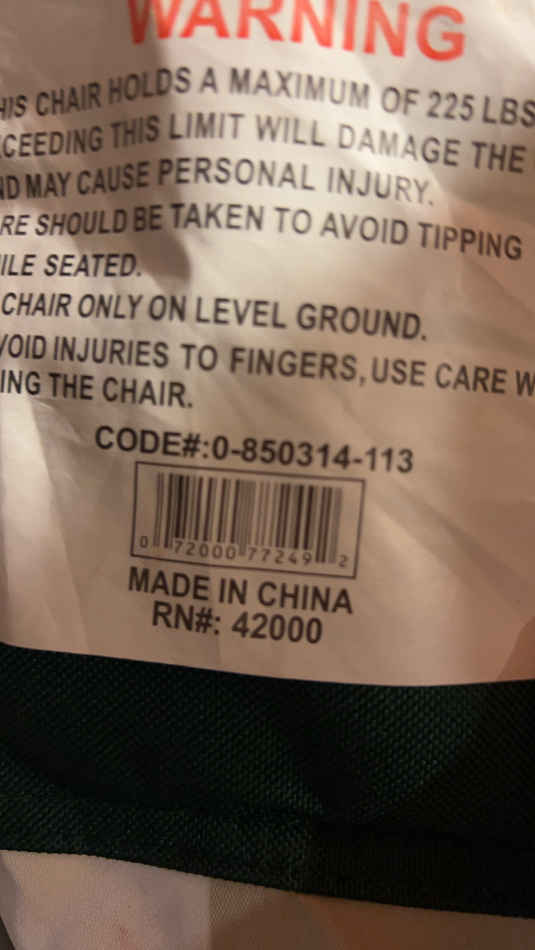 WARNING
HIS CHAIR HOLDS A MAXIMUM OF 225 LBS
CEEDING THIS LIMIT WILL DAMAGE THE
ND MAY CAUSE PERSONAL INJURY.
RE SHOULD BE TAKEN TO AVOID TIPPING
ILE SEATED.
CHAIR ONLY ON LEVEL GROUND.
VOID INJURIES TO FINGERS, USE CARE W
ING THE CHAIR.
CODE#:0-850314-113
0 72000 77249 2
MADE IN CHINA
RN#: 42000